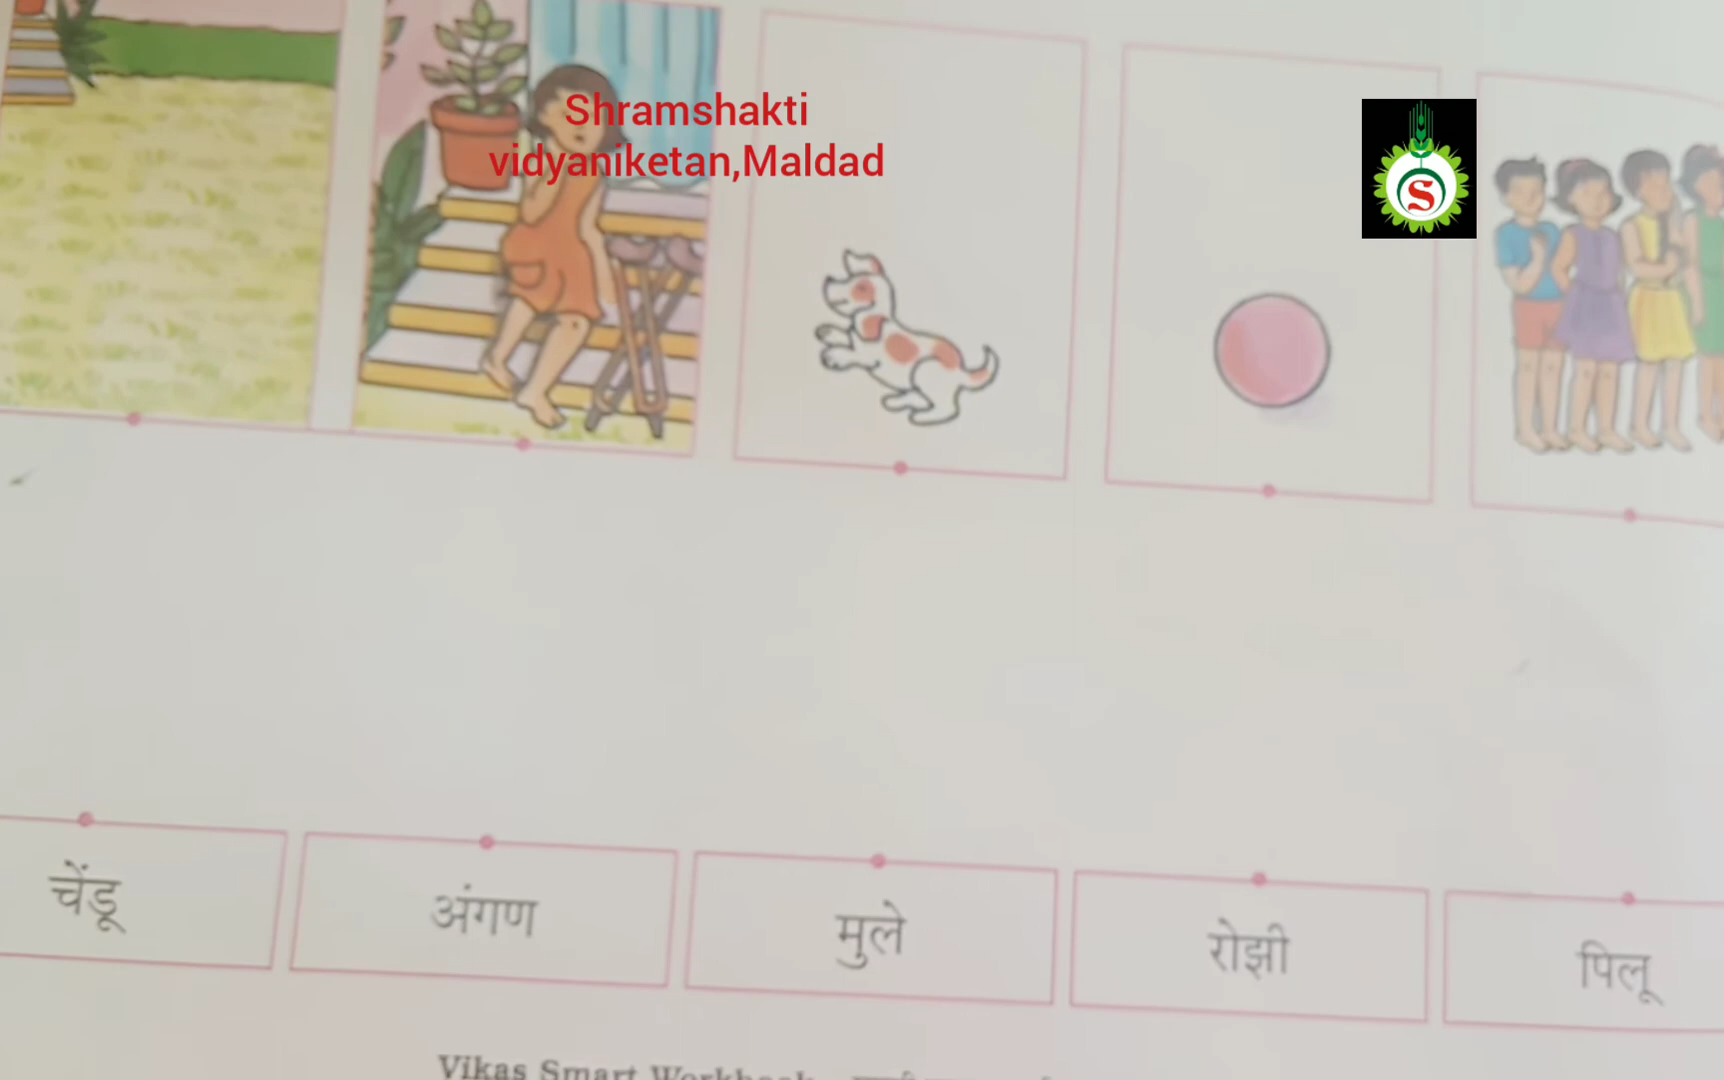 Shramshakti
vidyaniketan,Maldad
S
चेंडू
अंगण
मुले
रोझी
पिलू
Vikas Smart Workbook